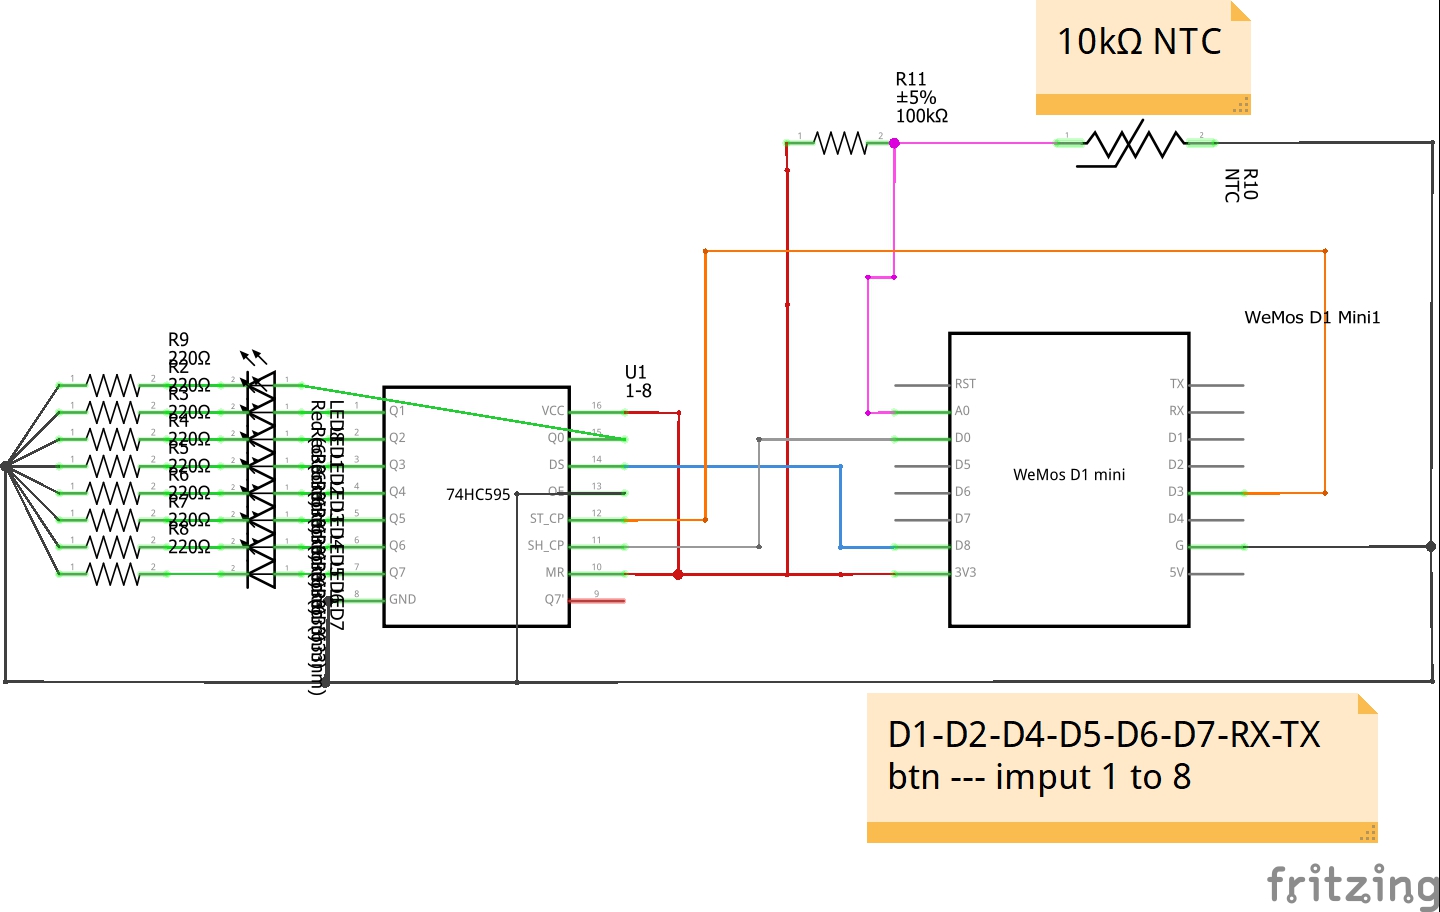 10kΩ NTC
R11
±5%
100kΩ
1
2
1
2
R10
NTC
WeMos D1 Mini1
R9
220Ω
R2
220Ω
R3
220Ω
R4
220Ω
R5
220Ω
R6
220Ω
R7
220Ω
R8
220Ω
U1
1-8
74HC595
1 Q1
2 Q2
3 Q3
4 Q4
5 Q5
6 Q6
7 Q7
8 GND
VCC 16
Q0 15
DS 14
OE 13
ST_CP 12
SH_CP 11
MR 10
Q7' 9
WeMos D1 mini
RST
A0
D0
D5
D6
D7
D8
3V3
TX
RX
D1
D2
D3
D4
G
5V
D1-D2-D4-D5-D6-D7-RX-TX
btn --- imput 1 to 8
fritzing